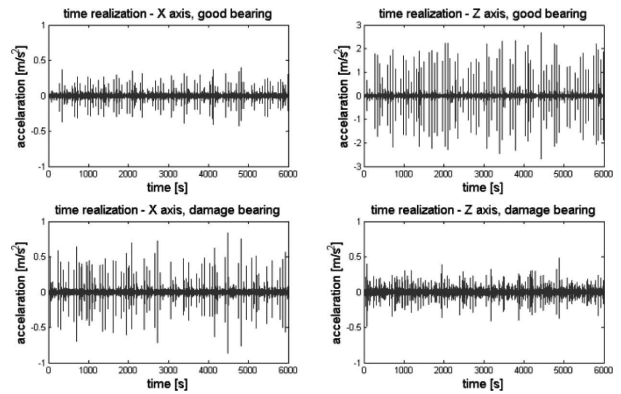 time realization - X axis, good bearing
1
0.5
0
-0.5
-1
accelaration [m/s2]
0 1000 2000 3000 4000 5000 6000
time [s]
time realization - Z axis, good bearing
3
2
1
0
-1
-2
-3
accelaration [m/s2]
0 1000 2000 3000 4000 5000 6000
time [s]
time realization - X axis, damage bearing
1
0.5
0
-0.5
-1
accelaration [m/s2]
0 1000 2000 3000 4000 5000 6000
time [s]
time realization - Z axis, damage bearing
1
0.5
0
-0.5
-1
accelaration [m/s2]
0 1000 2000 3000 4000 5000 6000
time [s]